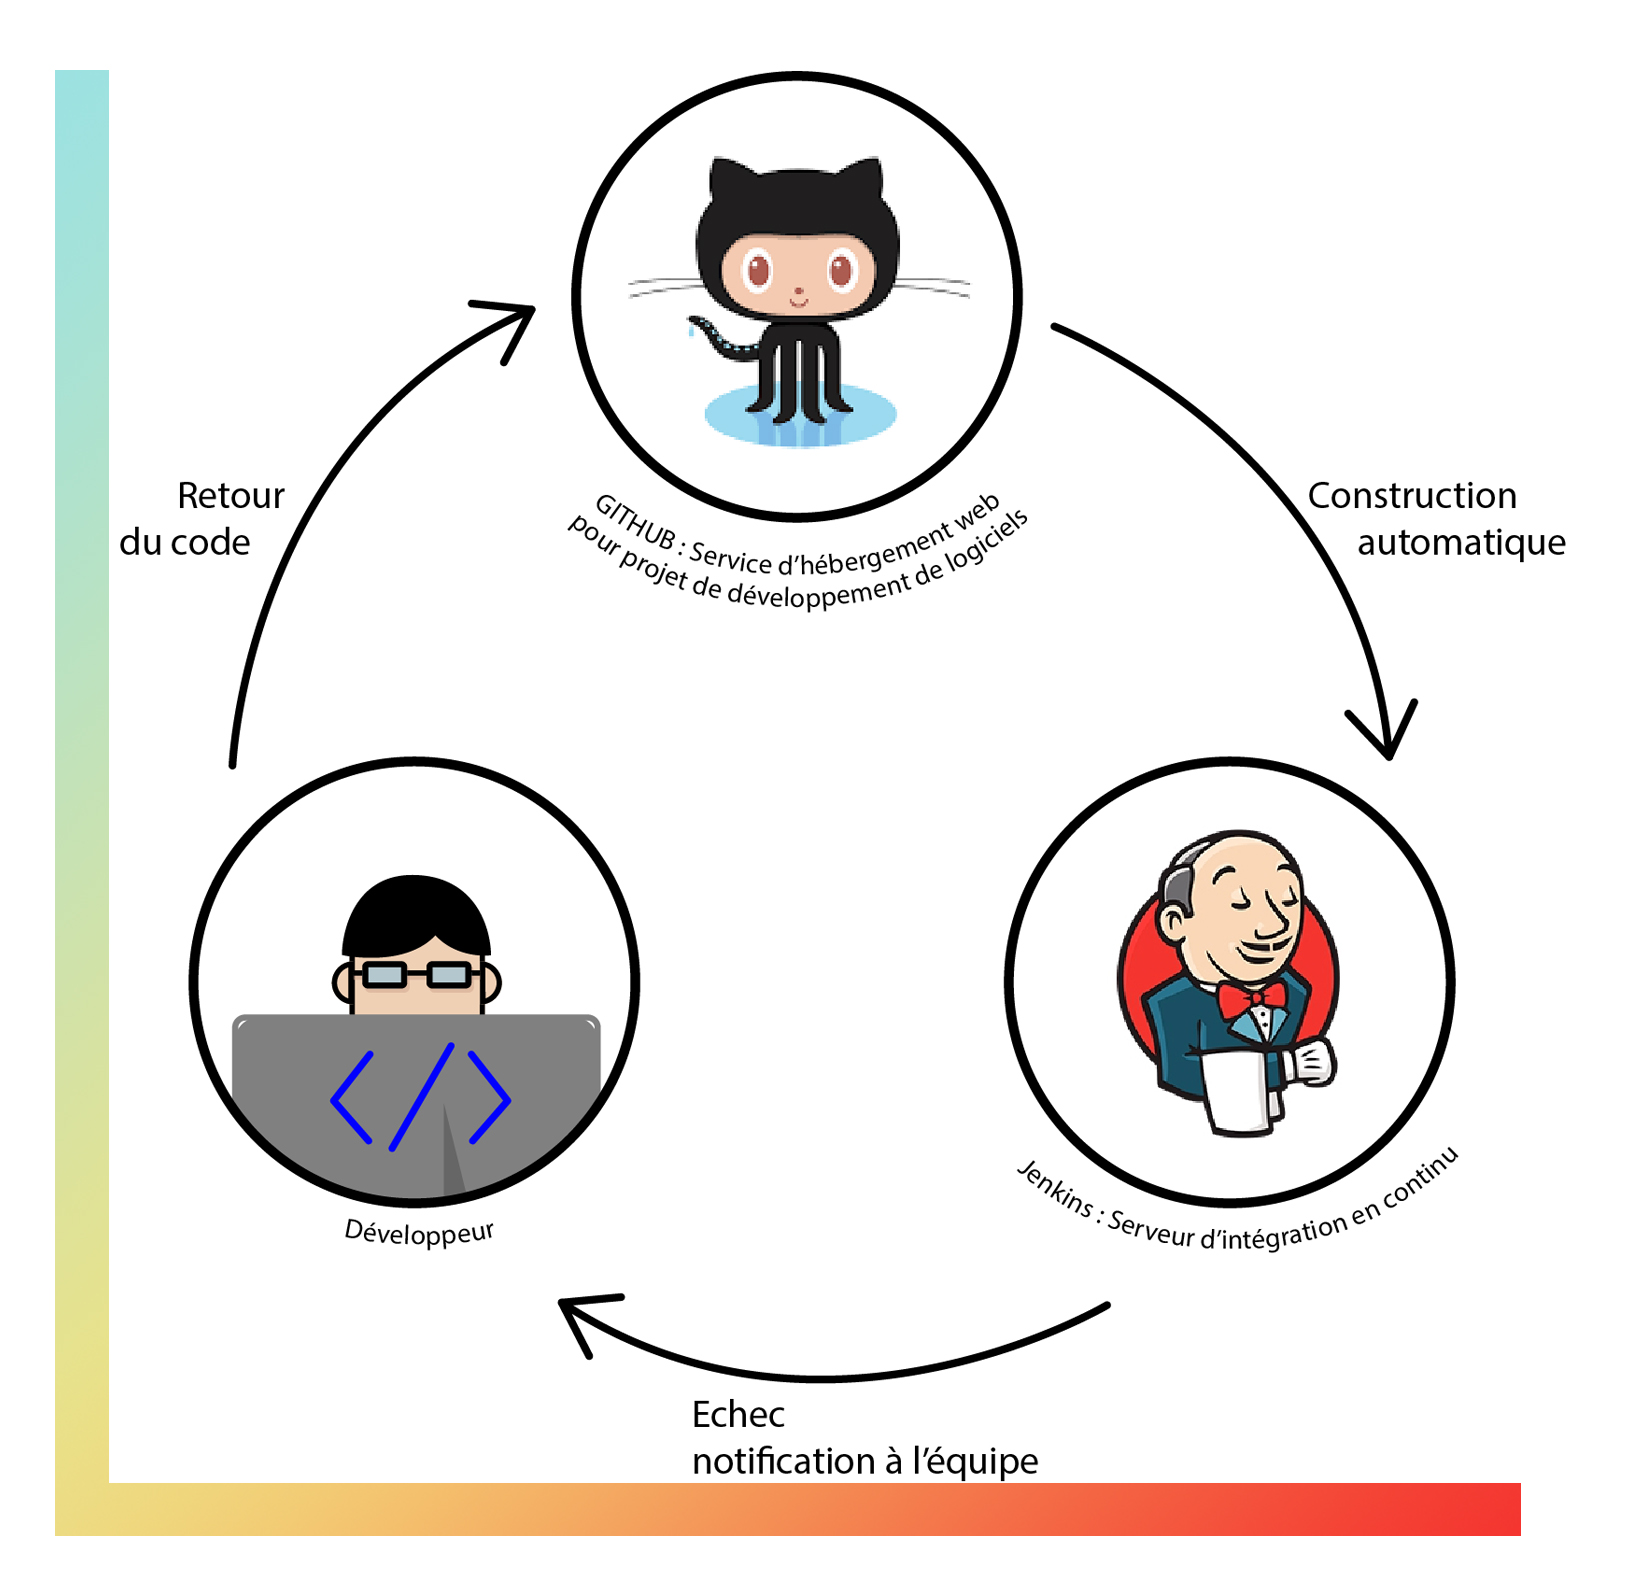 GITHUB : Service d'hébergement web
pour projet de développement de logiciels
Retour
du code
Construction
automatique
Développeur
Jenkins : Serveur d'intégration en continu
Echec
notification à l'équipe